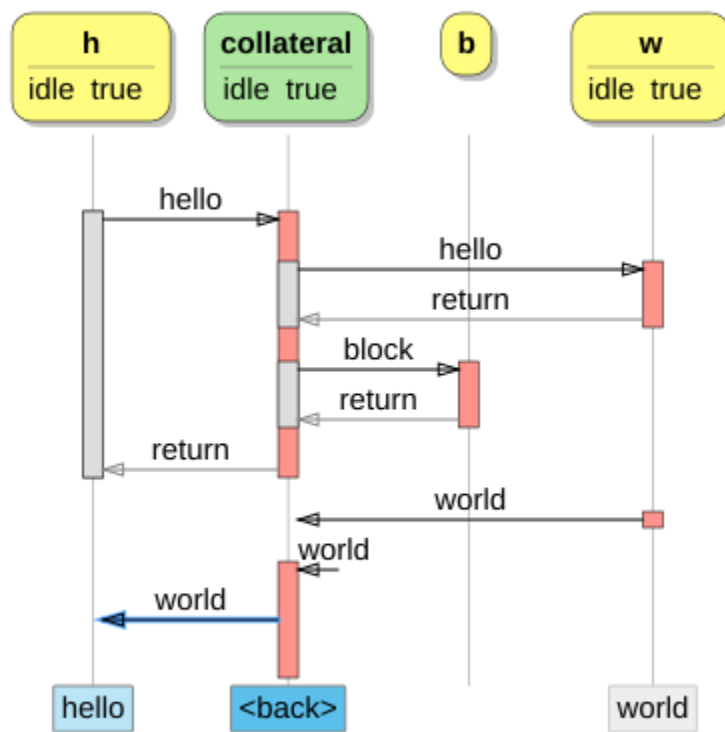 h collateral b w
idle true idle true idle true
hello
hello
return
block
return
return
world
world
world
hello <back> world